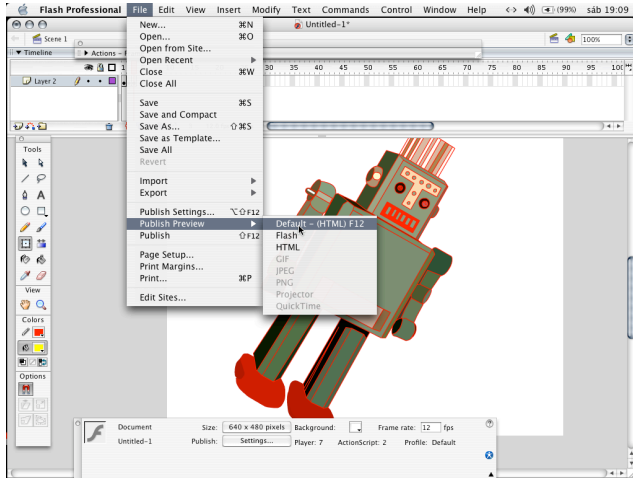 Flash Professional File Edit View Insert Modify Text Commands Control Window Help (99%) sáb 19:09
Untitled-1*
Scene 1
100%
Timeline
Actions - F
30 35 40 45 50 55 60 65 70 75 80 85 90 95 100
Layer 2
New... ⌘N
Open... ⌘O
Open from Site...
Open Recent
Close ⌘W
Close All
Save ⌘S
Save and Compact
Save As... ⇧⌘S
Save as Template...
Save All
Revert
Import
Export
Publish Settings... ⌥⇧F12
Publish Preview
Publish ⇧F12
Page Setup...
Print Margins...
Print... ⌘P
Edit Sites...
Default - (HTML) F12
Flash
HTML
GIF
JPEG
PNG
Projector
QuickTime
Tools
A
View
Colors
Options
Document
Untitled-1
Size: 640 x 480 pixels
Background:
Frame rate: 12 fps
Publish: Settings...
Player: 7
ActionScript: 2
Profile: Default